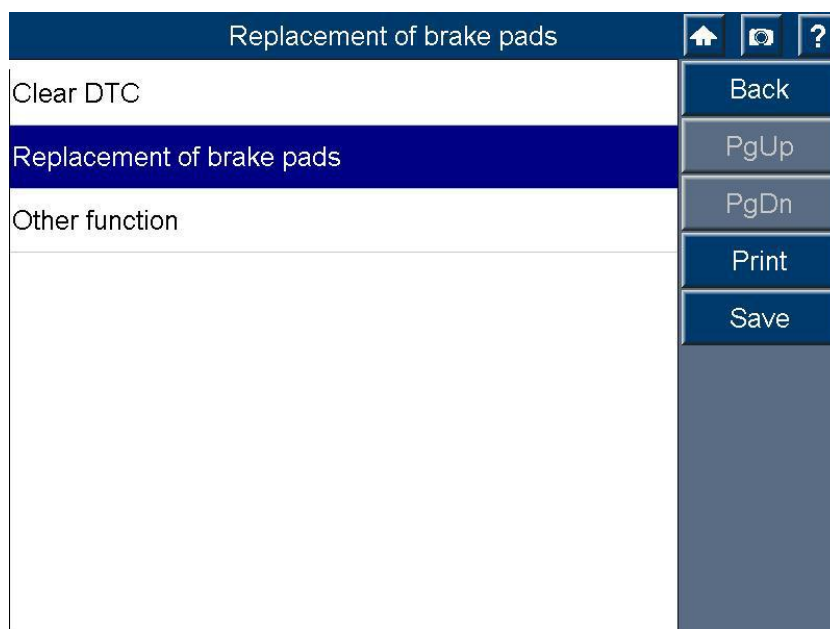 Replacement of brake pads
?
Clear DTC
Replacement of brake pads
Other function
Back
PgUp
PgDn
Print
Save